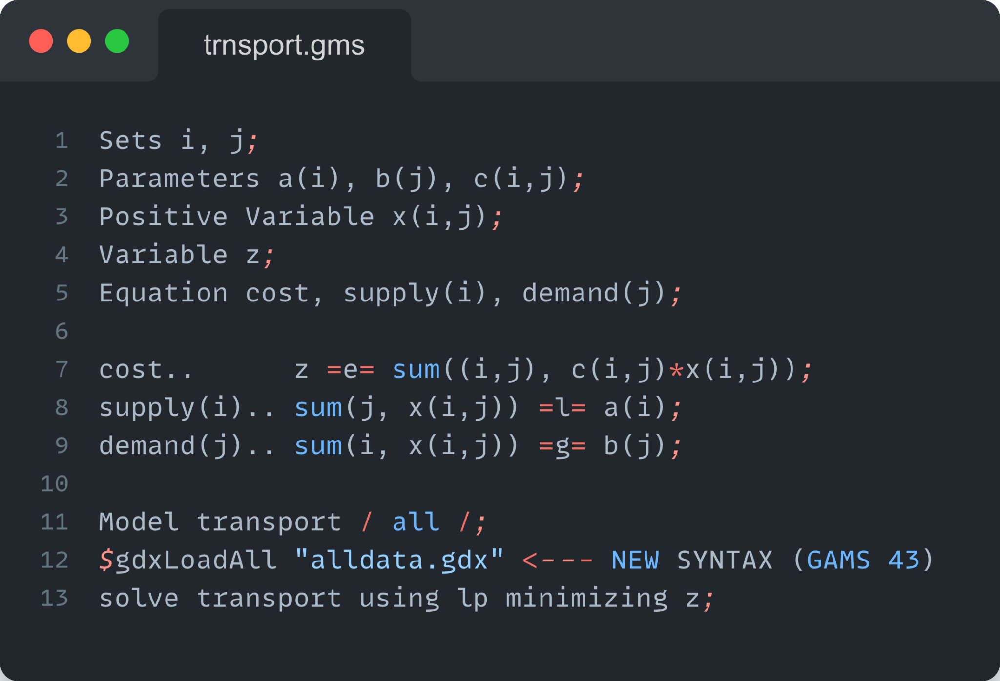 trnsport.gms
1 Sets i, j;
2 Parameters a(i), b(j), c(i,j);
3 Positive Variable x(i,j);
4 Variable z;
5 Equation cost, supply(i), demand(j);
6
7 cost..      z =e= sum((i,j), c(i,j)*x(i,j));
8 supply(i).. sum(j, x(i,j)) =l= a(i);
9 demand(j).. sum(i, x(i,j)) =g= b(j);
10
11 Model transport / all /;
12 $gdxLoadAll "alldata.gdx" <--- NEW SYNTAX (GAMS 43)
13 solve transport using lp minimizing z;